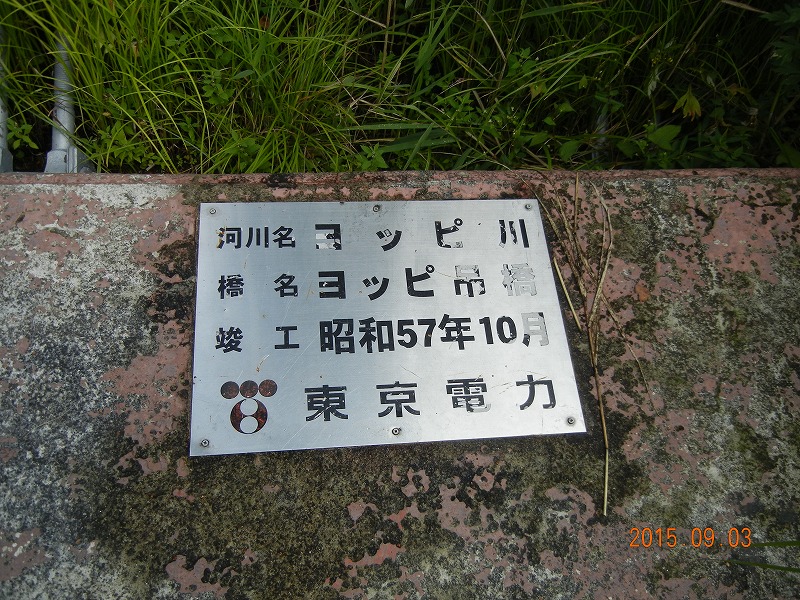 河川名 ヨッピ川
橋名 ヨッピ吊橋
竣工 昭和57年10月
東京電力
2015.09.03